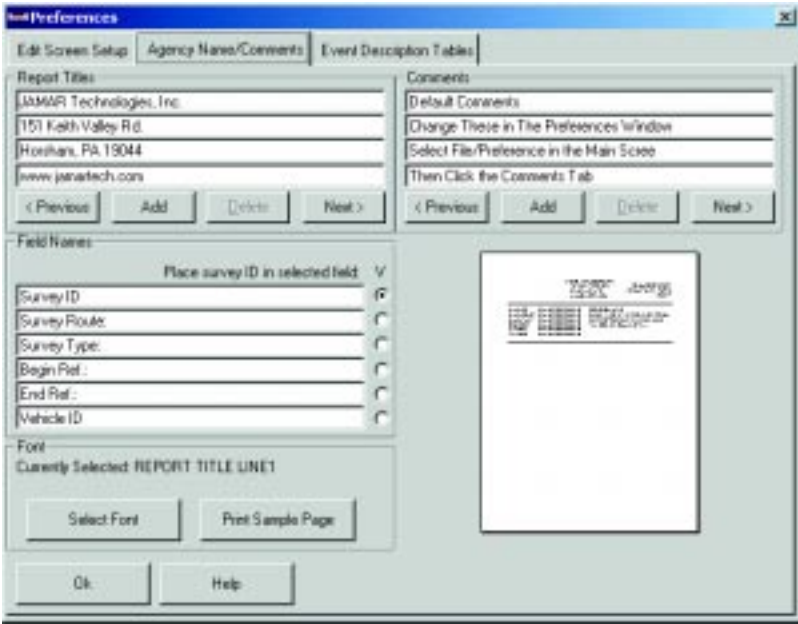 Preferences
Edit Screen Setup
Agency Name/Comments
Event Description Tables
Report Titles
JAMAR Technologies, Inc.
151 Keith Valley Rd.
Horsham, PA 19044
www.jamartech.com
< Previous
Add
Delete
Next >
Comments
Default Comments
Change These in The Preferences Window
Select File/Preference in the Main Scree
Then Click the Comments Tab
< Previous
Add
Delete
Next >
Field Names
Place survey ID in selected field: V
Survey ID
Survey Route:
Survey Type:
Begin Ref.:
End Ref.:
Vehicle ID
Font
Currently Selected: REPORT TITLE LINE1
Select Font
Print Sample Page
Ok
Help